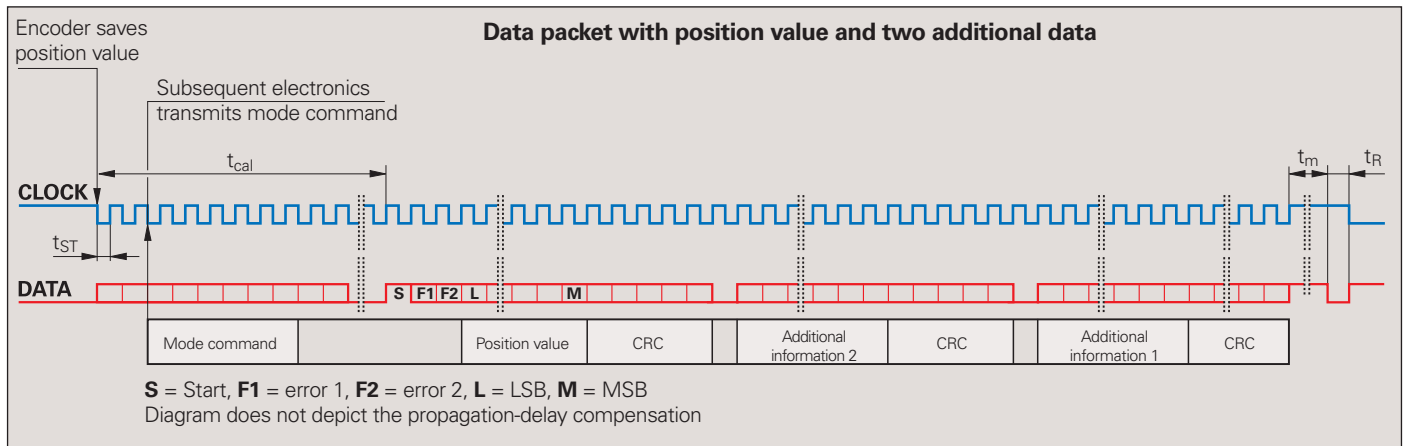 Data packet with position value and two additional data
Encoder saves
position value
Subsequent electronics
transmits mode command
tcal
tm
tR
CLOCK
tST
DATA
S F1 F2 L M
Mode command Position value CRC Additional information 2 CRC Additional information 1 CRC
S = Start, F1 = error 1, F2 = error 2, L = LSB, M = MSB
Diagram does not depict the propagation-delay compensation